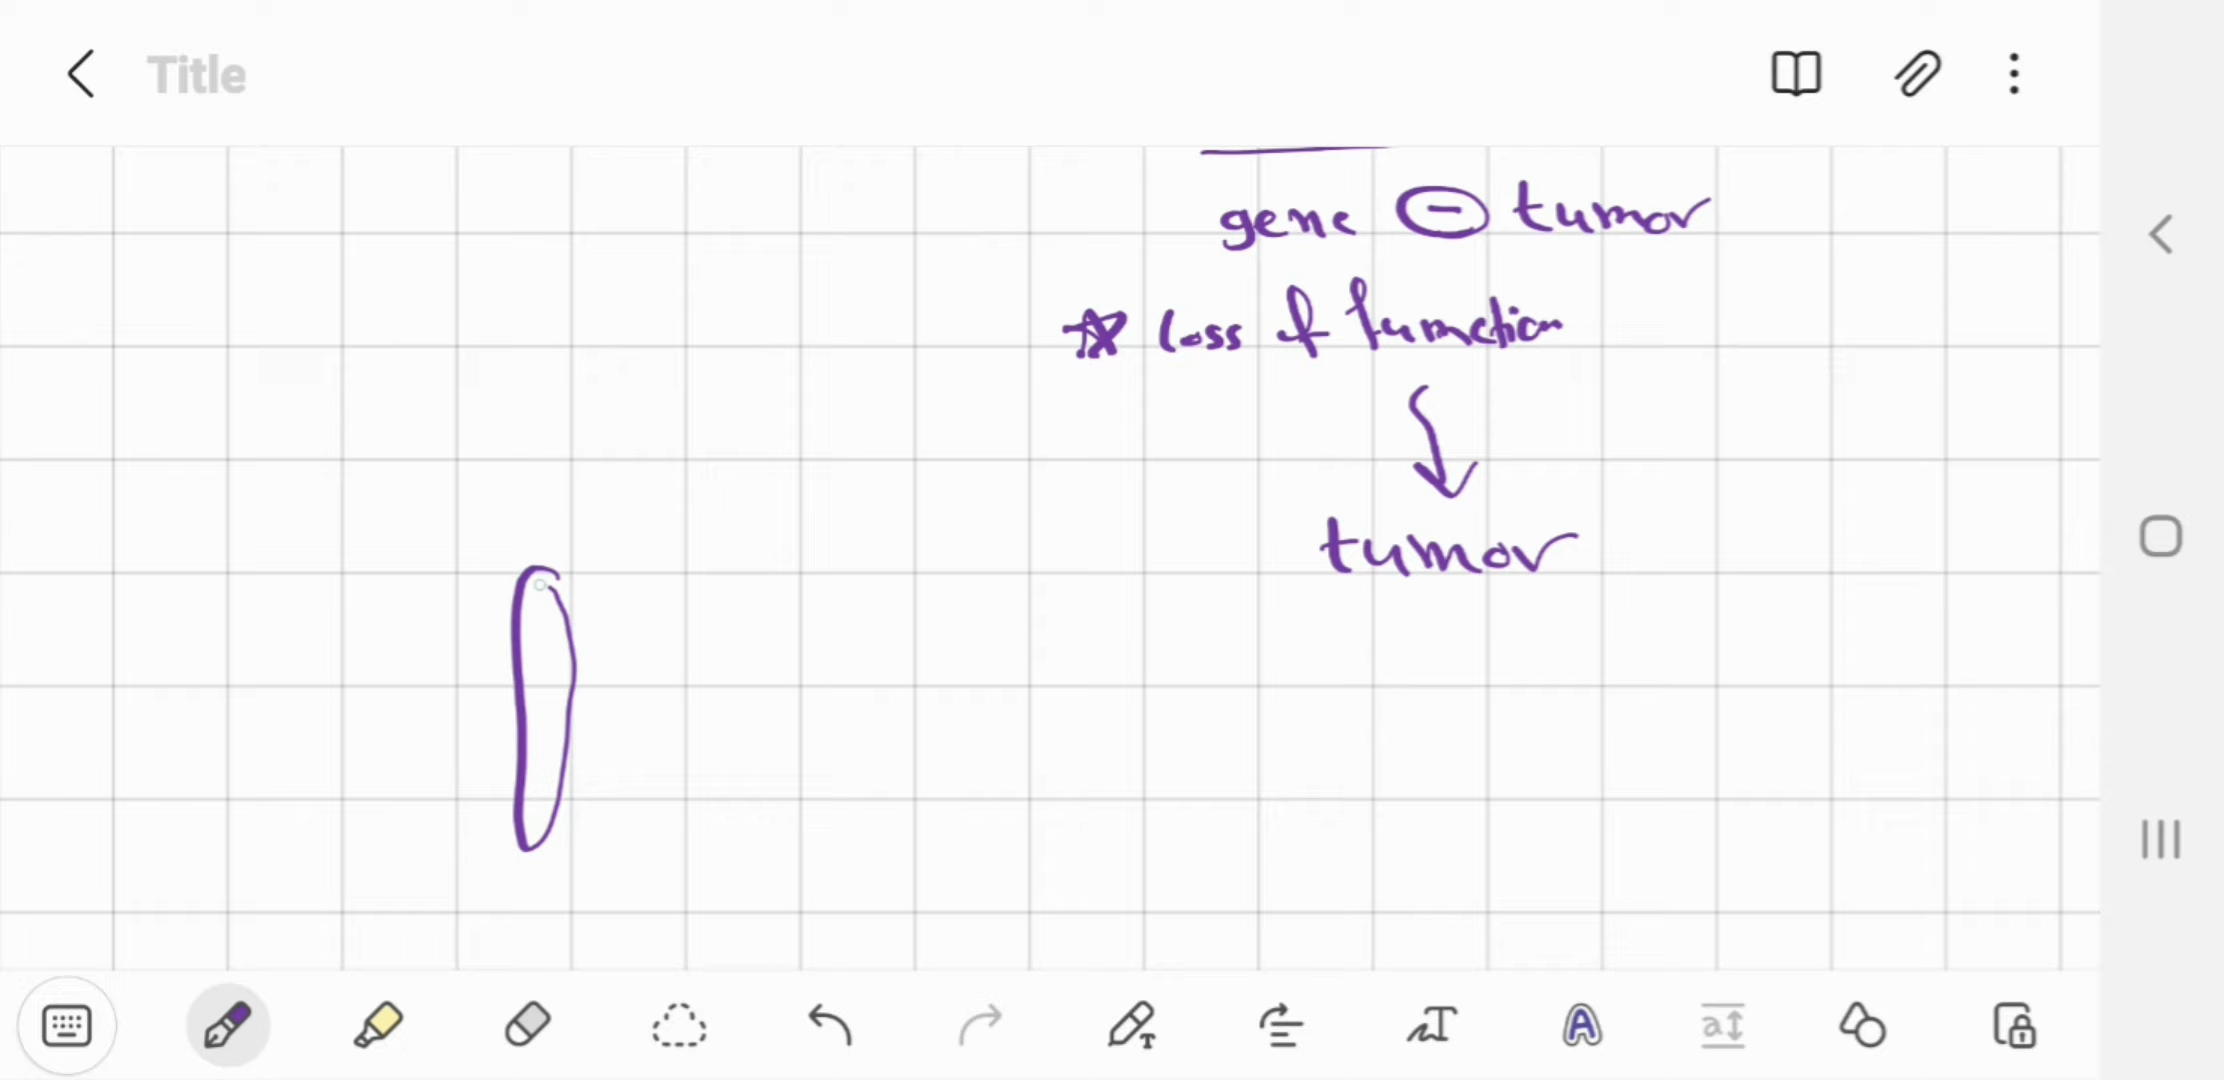 Title
gene ⊖ tumor
☆ loss of function
tumor